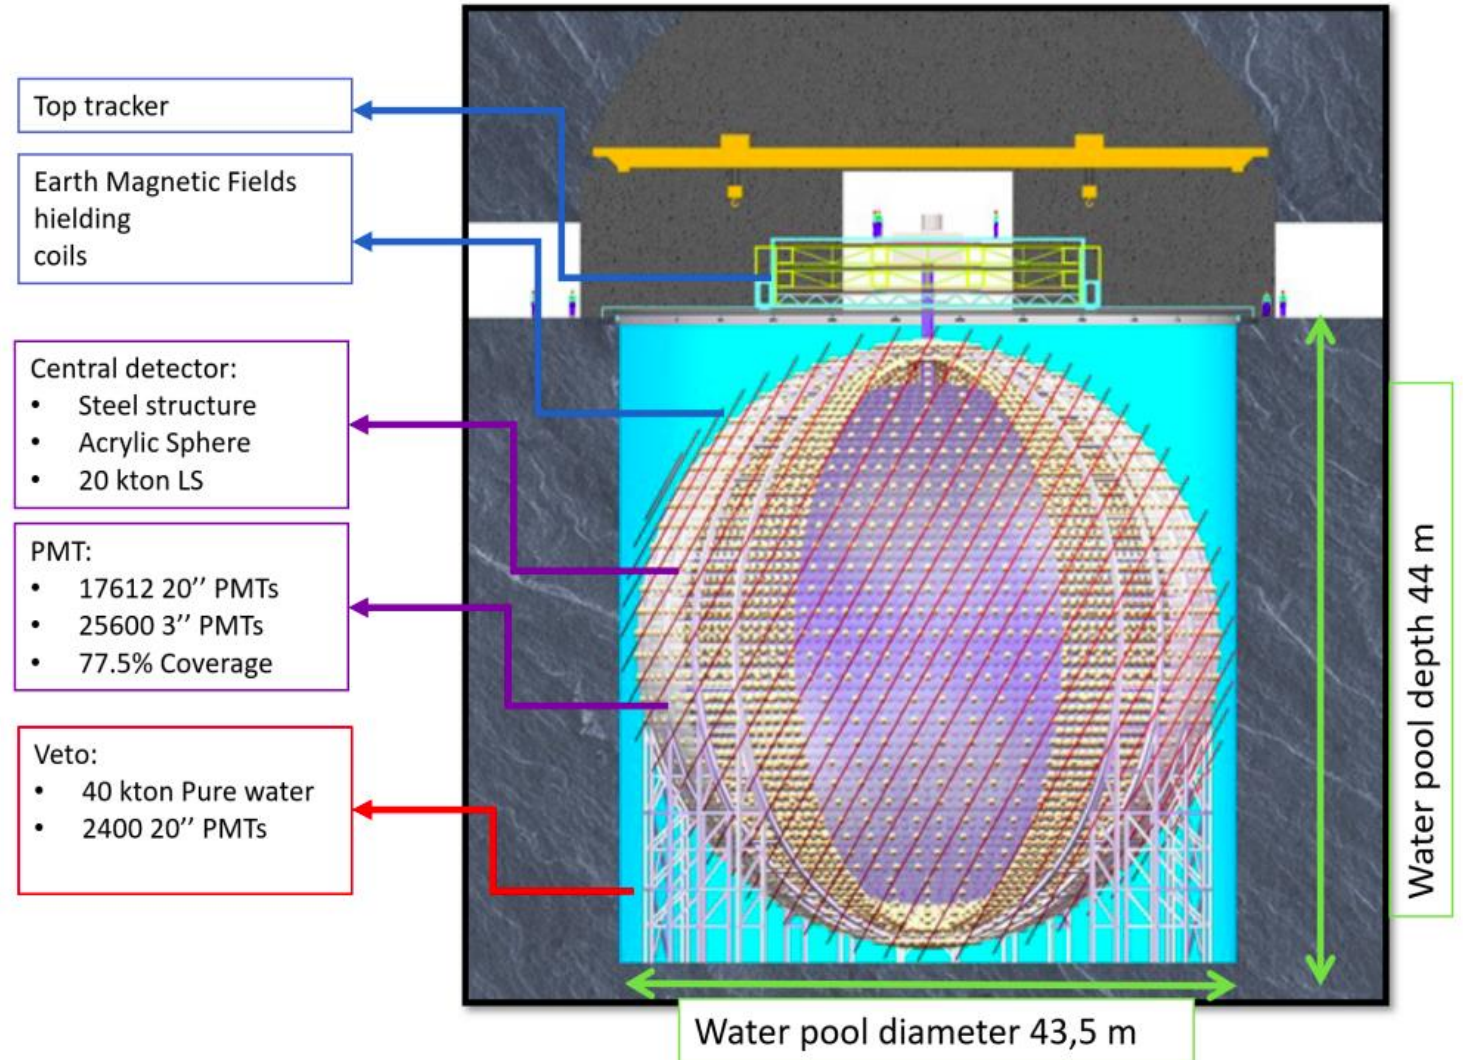 Top tracker
Earth Magnetic Fields
hielding
coils
Central detector:
• Steel structure
• Acrylic Sphere
• 20 kton LS
PMT:
• 17612 20’’ PMTs
• 25600 3’’ PMTs
• 77.5% Coverage
Veto:
• 40 kton Pure water
• 2400 20’’ PMTs
Water pool depth 44 m
Water pool diameter 43,5 m